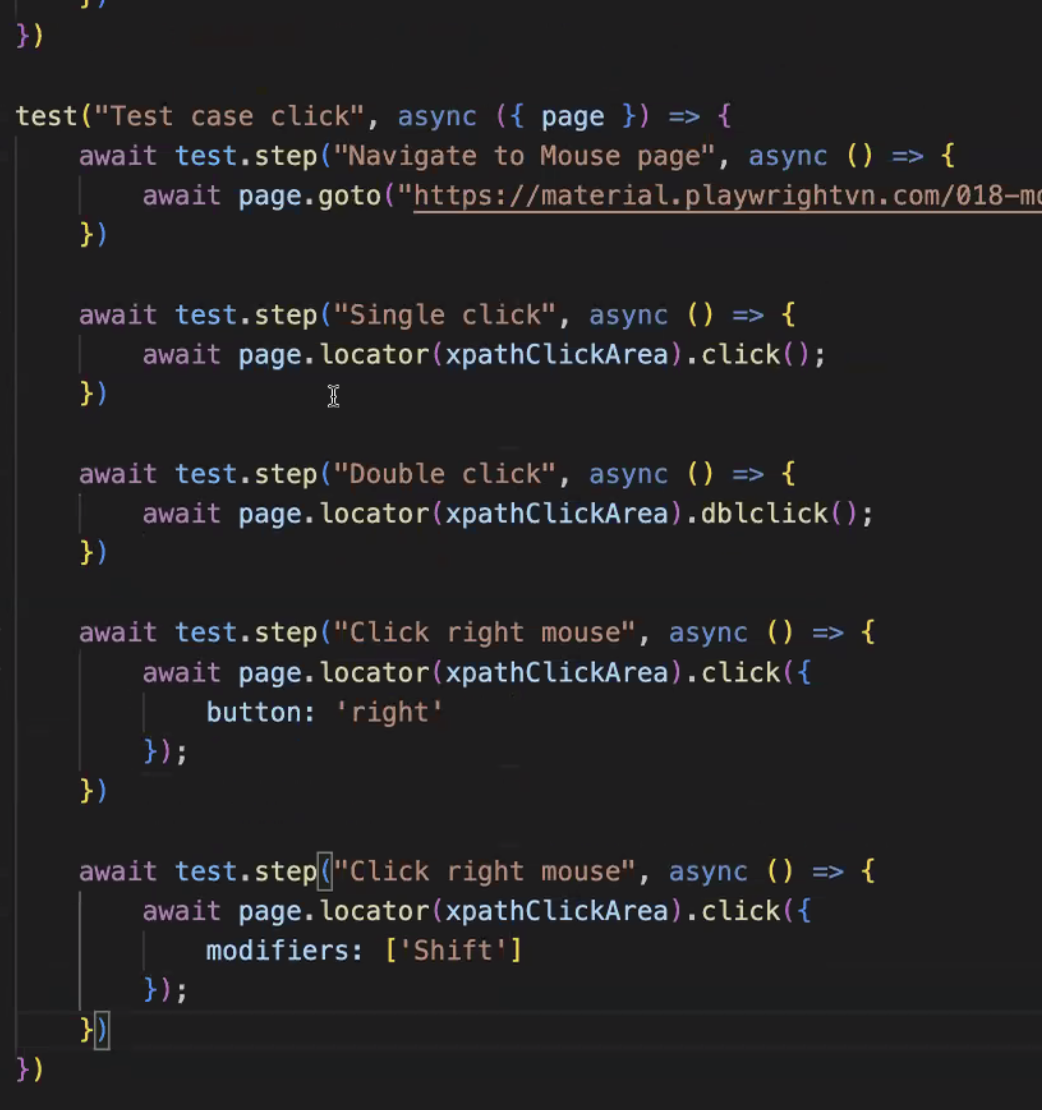 })
})
test("Test case click", async ({ page }) => {
await test.step("Navigate to Mouse page", async () => {
await page.goto("https://material.playwrightvn.com/018-mo
})
await test.step("Single click", async () => {
await page.locator(xpathClickArea).click();
})
await test.step("Double click", async () => {
await page.locator(xpathClickArea).dblclick();
})
await test.step("Click right mouse", async () => {
await page.locator(xpathClickArea).click({
button: 'right'
});
})
await test.step("Click right mouse", async () => {
await page.locator(xpathClickArea).click({
modifiers: ['Shift']
});
})
})